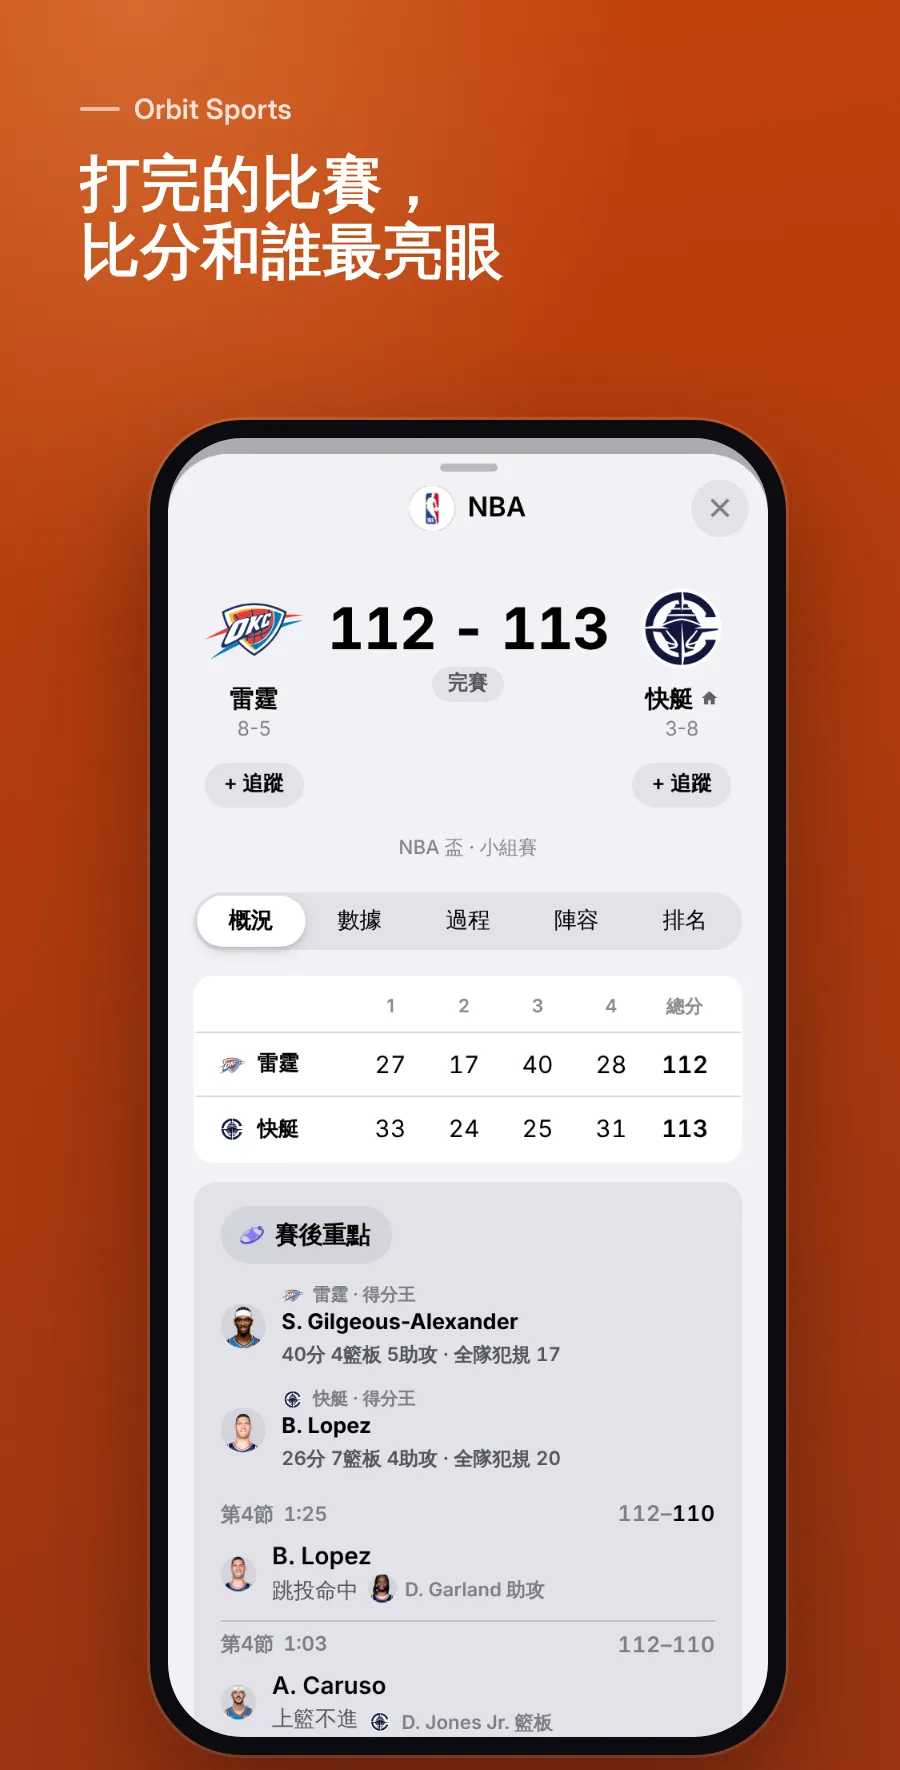 Orbit Sports
打完的比賽，
比分和誰最亮眼
NBA
OKC 112 - 113
完賽
雷霆 快艇
8-5 3-8
+ 追蹤 + 追蹤
NBA 盃 · 小組賽
概況 數據 過程 陣容 排名
1 2 3 4 總分
雷霆 27 17 40 28 112
快艇 33 24 25 31 113
賽後重點
雷霆 · 得分王
S. Gilgeous-Alexander
40分 4籃板 5助攻 · 全隊犯規 17
快艇 · 得分王
B. Lopez
26分 7籃板 4助攻 · 全隊犯規 20
第4節 1:25 112–110
B. Lopez
跳投命中 D. Garland 助攻
第4節 1:03 112–110
A. Caruso
上籃不進 D. Jones Jr. 籃板